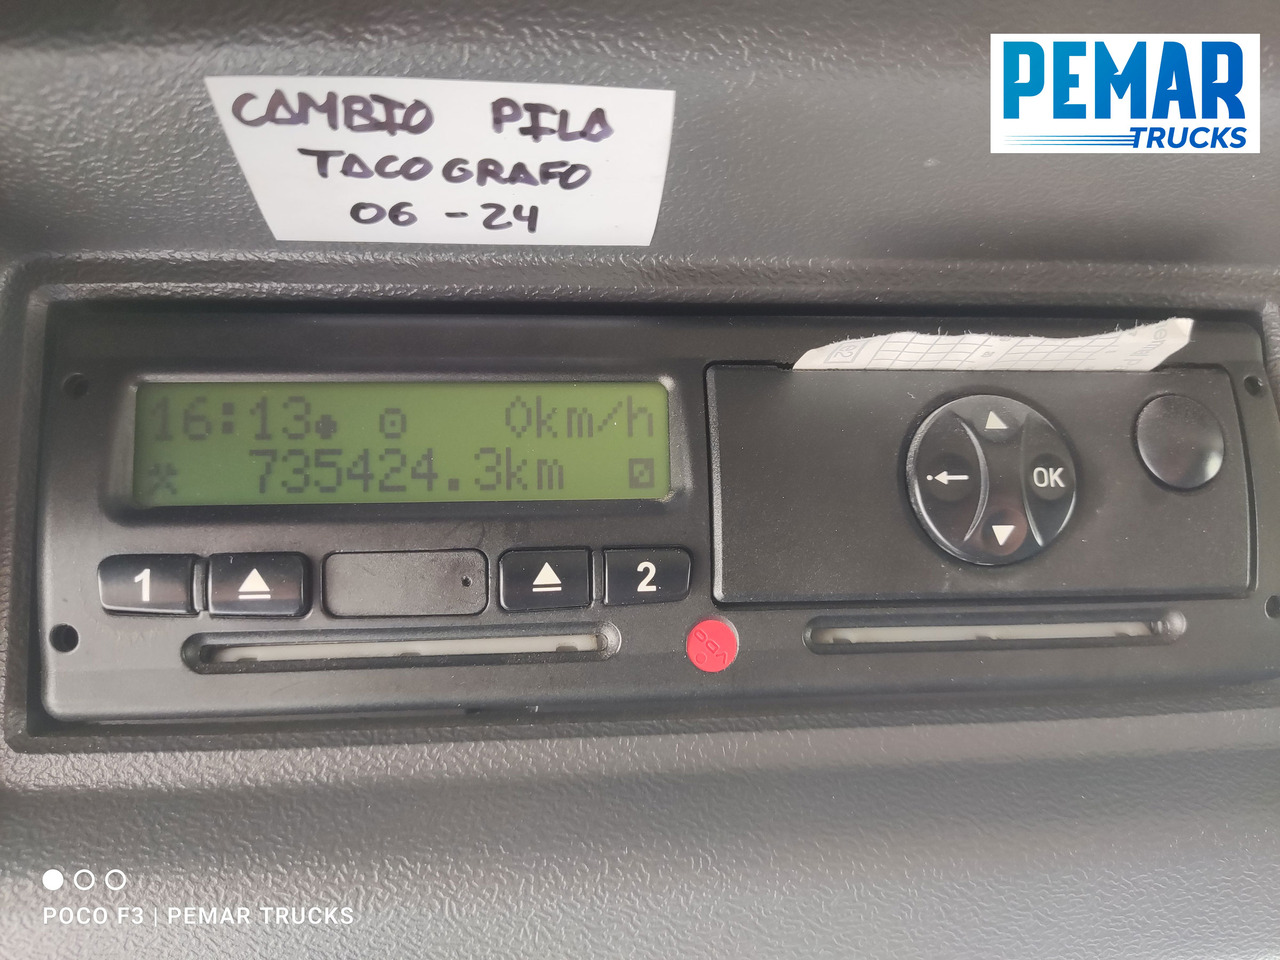 CAMBIO PILA
TACOGRAFO
06 - 24
PEMAR
TRUCKS
16:13 0km/h
735424.3km
1
2
OK
VDO
POCO F3 | PEMAR TRUCKS